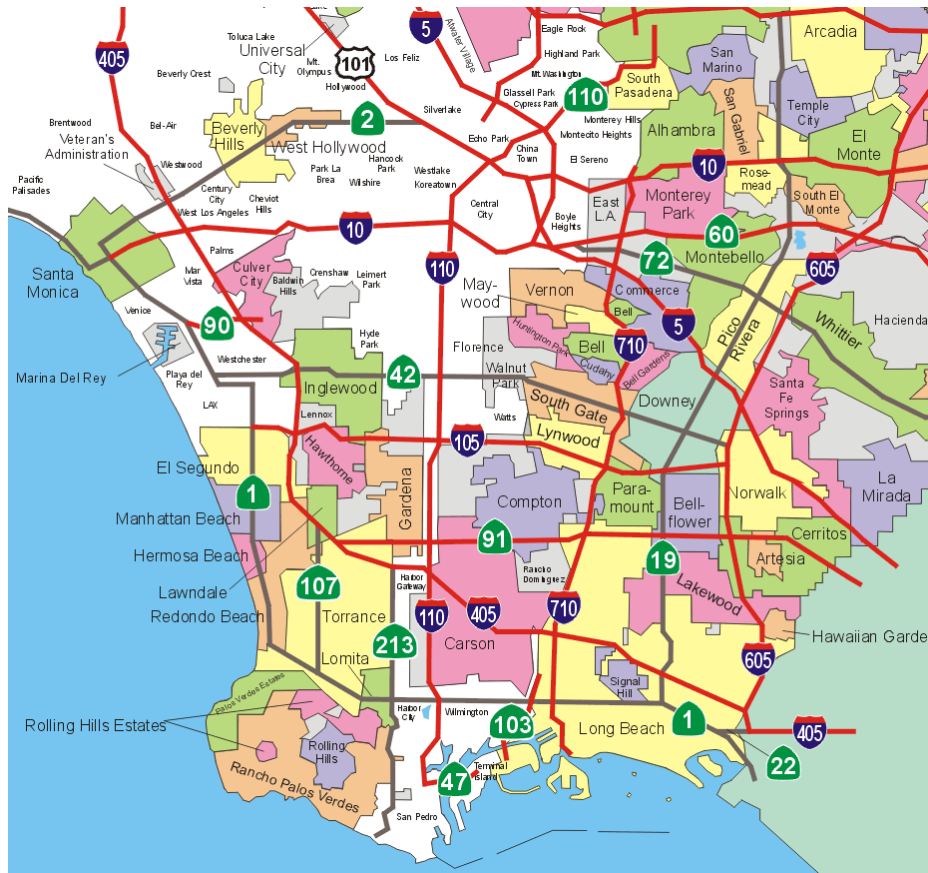 Toluca Lake
Universal
City
405
5
Atwater Village
Eagle Rock
Arcadia
Mt.
Olympus
101
Los Feliz
Highland Park
San
Marino
Beverly Crest
Hollywood
Mt. Washington
Glassell Park
Cypress Park
110
South
Pasadena
Temple
City
Brentwood
Bel-Air
Beverly
Hills
2
Silverlake
Monterey Hills
Montecito Heights
Alhambra
San Gabriel
El
Monte
Veteran's
Administration
West Hollywood
Echo Park
China
Town
El Sereno
Westwood
Hancock
Park
Park La
Brea
Wilshire
Westlake
Koreatown
10
Rose-
mead
Pacific
Palisades
Century
City
Cheviot
Hills
West Los Angeles
Central
City
Boyle
Heights
East
L.A.
Monterey
Park
South El
Monte
10
60
Santa
Monica
Palms
Culver
City
Mar
Vista
Baldwin
Hills
Crenshaw
Leimert
Park
110
72
Montebello
605
Venice
90
May-
wood
Vernon
Commerce
Bell
Pico
Rivera
Whittier
Hacienda
Hyde
Park
Huntington Park
5
710
Marina Del Rey
Westchester
Florence
Bell
Cudahy
Bell Gardens
Playa del
Rey
Inglewood
42
Walnut
Park
Downey
Santa
Fe
Springs
LAX
Lennox
Watts
South Gate
Lynwood
105
El Segundo
Hawthorne
Gardena
Compton
Para-
mount
Bell-
flower
Norwalk
La
Mirada
1
Manhattan Beach
91
Cerritos
Hermosa Beach
Artesia
19
Lawndale
107
Harbor
Gateway
Rancho
Dominguez
Lakewood
Redondo Beach
Torrance
110
405
710
213
Carson
Hawaiian Garde
Lomita
605
Signal
Hill
Palos Verdes Estates
Rolling Hills Estates
Harbor
City
Wilmington
103
Long Beach
1
405
Rolling
Hills
22
Rancho Palos Verdes
47
Terminal
Island
San Pedro